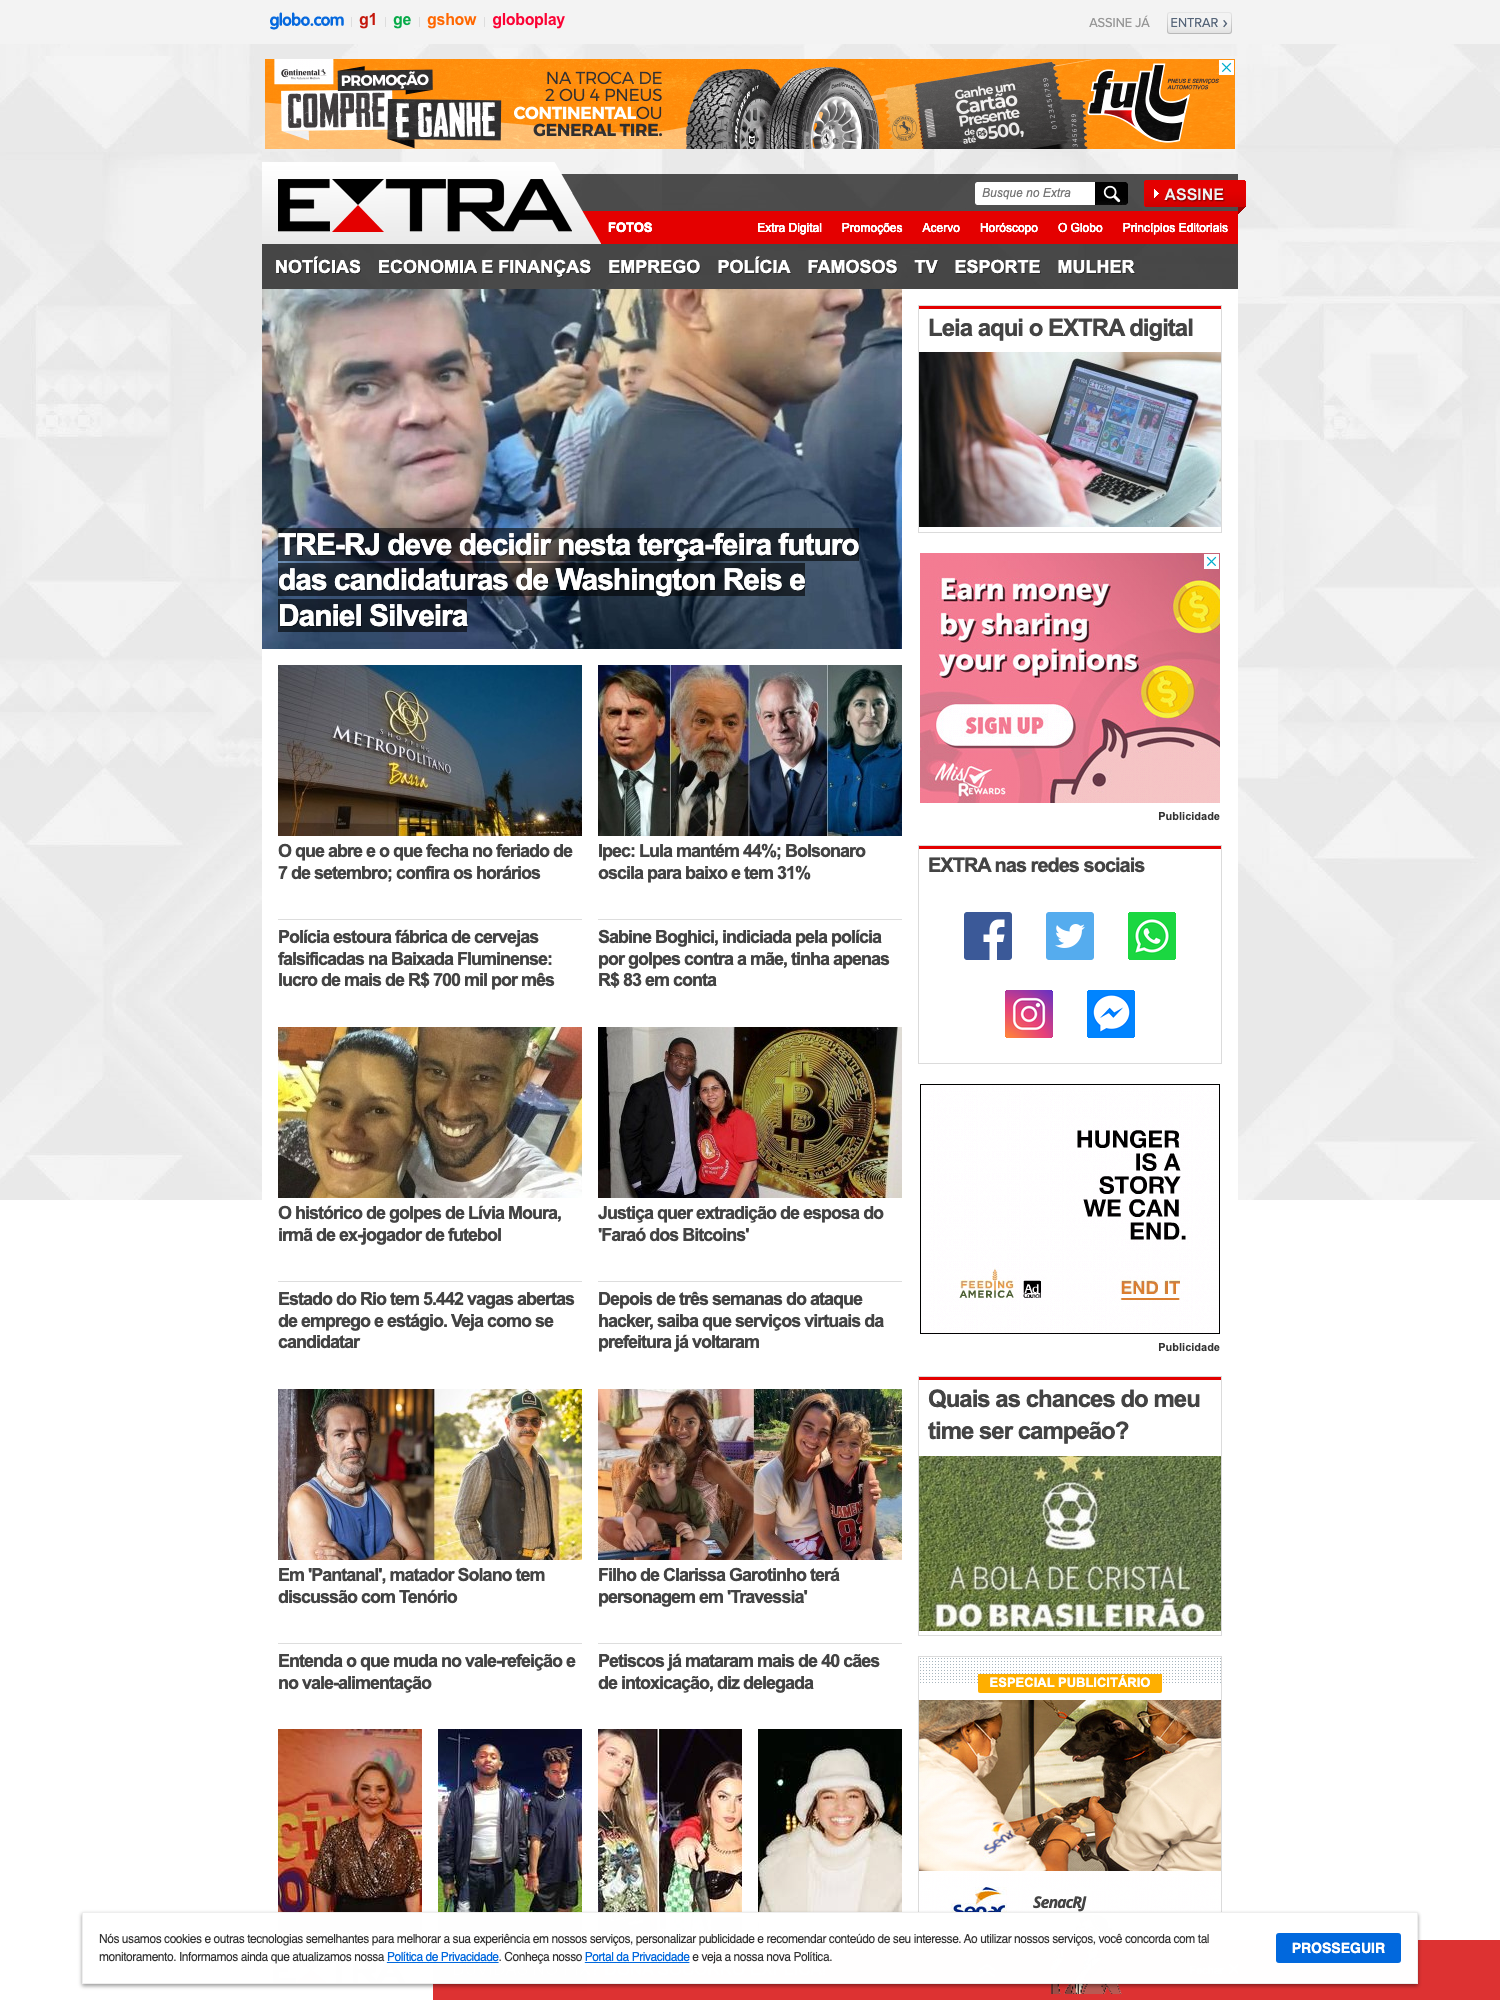 globo.com g1 ge gshow globoplay
ASSINE JÁ ENTRAR
Continental
PROMOÇÃO
COMPRE
E GANHE
NA TROCA DE
2 OU 4 PNEUS
CONTINENTAL OU
GENERAL TIRE.
Ganhe um
Cartão
Presente
de até R$ 500,
0123456789
full
PNEUS E SERVIÇOS
AUTOMOTIVOS
EXTRA
Busque no Extra
ASSINE
FOTOS
Extra Digital Promoções Acervo Horóscopo O Globo Princípios Editoriais
NOTÍCIAS ECONOMIA E FINANÇAS EMPREGO POLÍCIA FAMOSOS TV ESPORTE MULHER
TRE-RJ deve decidir nesta terça-feira futuro
das candidaturas de Washington Reis e
Daniel Silveira
SHOPPING
METROPOLITANO
Barra
O que abre e o que fecha no feriado de
7 de setembro; confira os horários
Ipec: Lula mantém 44%; Bolsonaro
oscila para baixo e tem 31%
Polícia estoura fábrica de cervejas
falsificadas na Baixada Fluminense:
lucro de mais de R$ 700 mil por mês
Sabine Boghici, indiciada pela polícia
por golpes contra a mãe, tinha apenas
R$ 83 em conta
O histórico de golpes de Lívia Moura,
irmã de ex-jogador de futebol
Justiça quer extradição de esposa do
'Faraó dos Bitcoins'
Estado do Rio tem 5.442 vagas abertas
de emprego e estágio. Veja como se
candidatar
Depois de três semanas do ataque
hacker, saiba que serviços virtuais da
prefeitura já voltaram
Em 'Pantanal', matador Solano tem
discussão com Tenório
Filho de Clarissa Garotinho terá
personagem em 'Travessia'
Entenda o que muda no vale-refeição e
no vale-alimentação
Petiscos já mataram mais de 40 cães
de intoxicação, diz delegada
Leia aqui o EXTRA digital
Earn money
by sharing
your opinions
SIGN UP
Mis
REWARDS
Publicidade
EXTRA nas redes sociais
HUNGER
IS A
STORY
WE CAN
END.
FEEDING
AMERICA
Ad
Council
END IT
Publicidade
Quais as chances do meu
time ser campeão?
A BOLA DE CRISTAL
DO BRASILEIRÃO
ESPECIAL PUBLICITÁRIO
Senac
Senac
SenacRJ
Nós usamos cookies e outras tecnologias semelhantes para melhorar a sua experiência em nossos serviços, personalizar publicidade e recomendar conteúdo de seu interesse. Ao utilizar nossos serviços, você concorda com tal
monitoramento. Informamos ainda que atualizamos nossa Política de Privacidade. Conheça nosso Portal da Privacidade e veja a nossa nova Política.
PROSSEGUIR